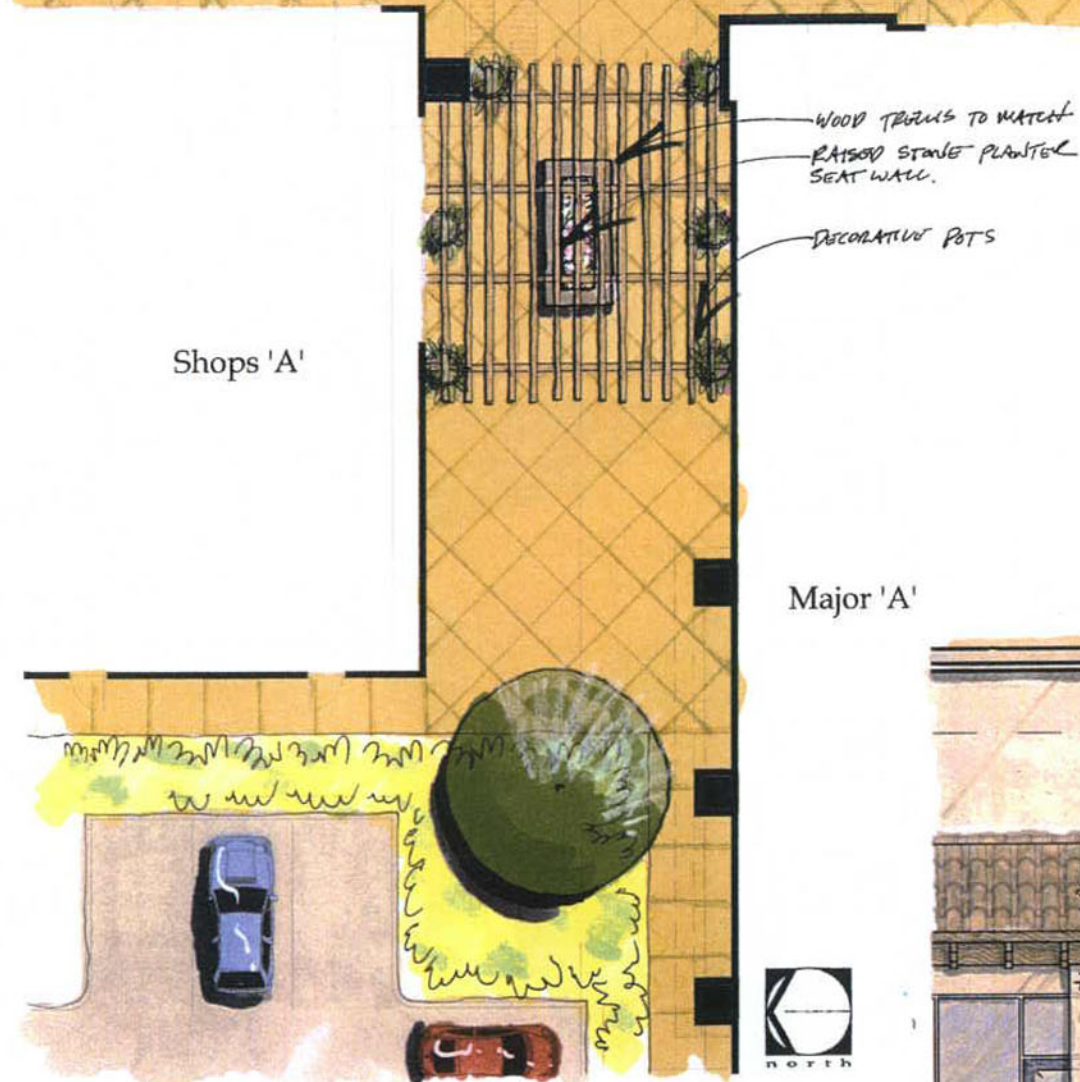 WOOD TRELLIS TO MATCH
RAISED STONE PLANTER
SEAT WALL.
DECORATIVE POTS
Shops 'A'
Major 'A'
north